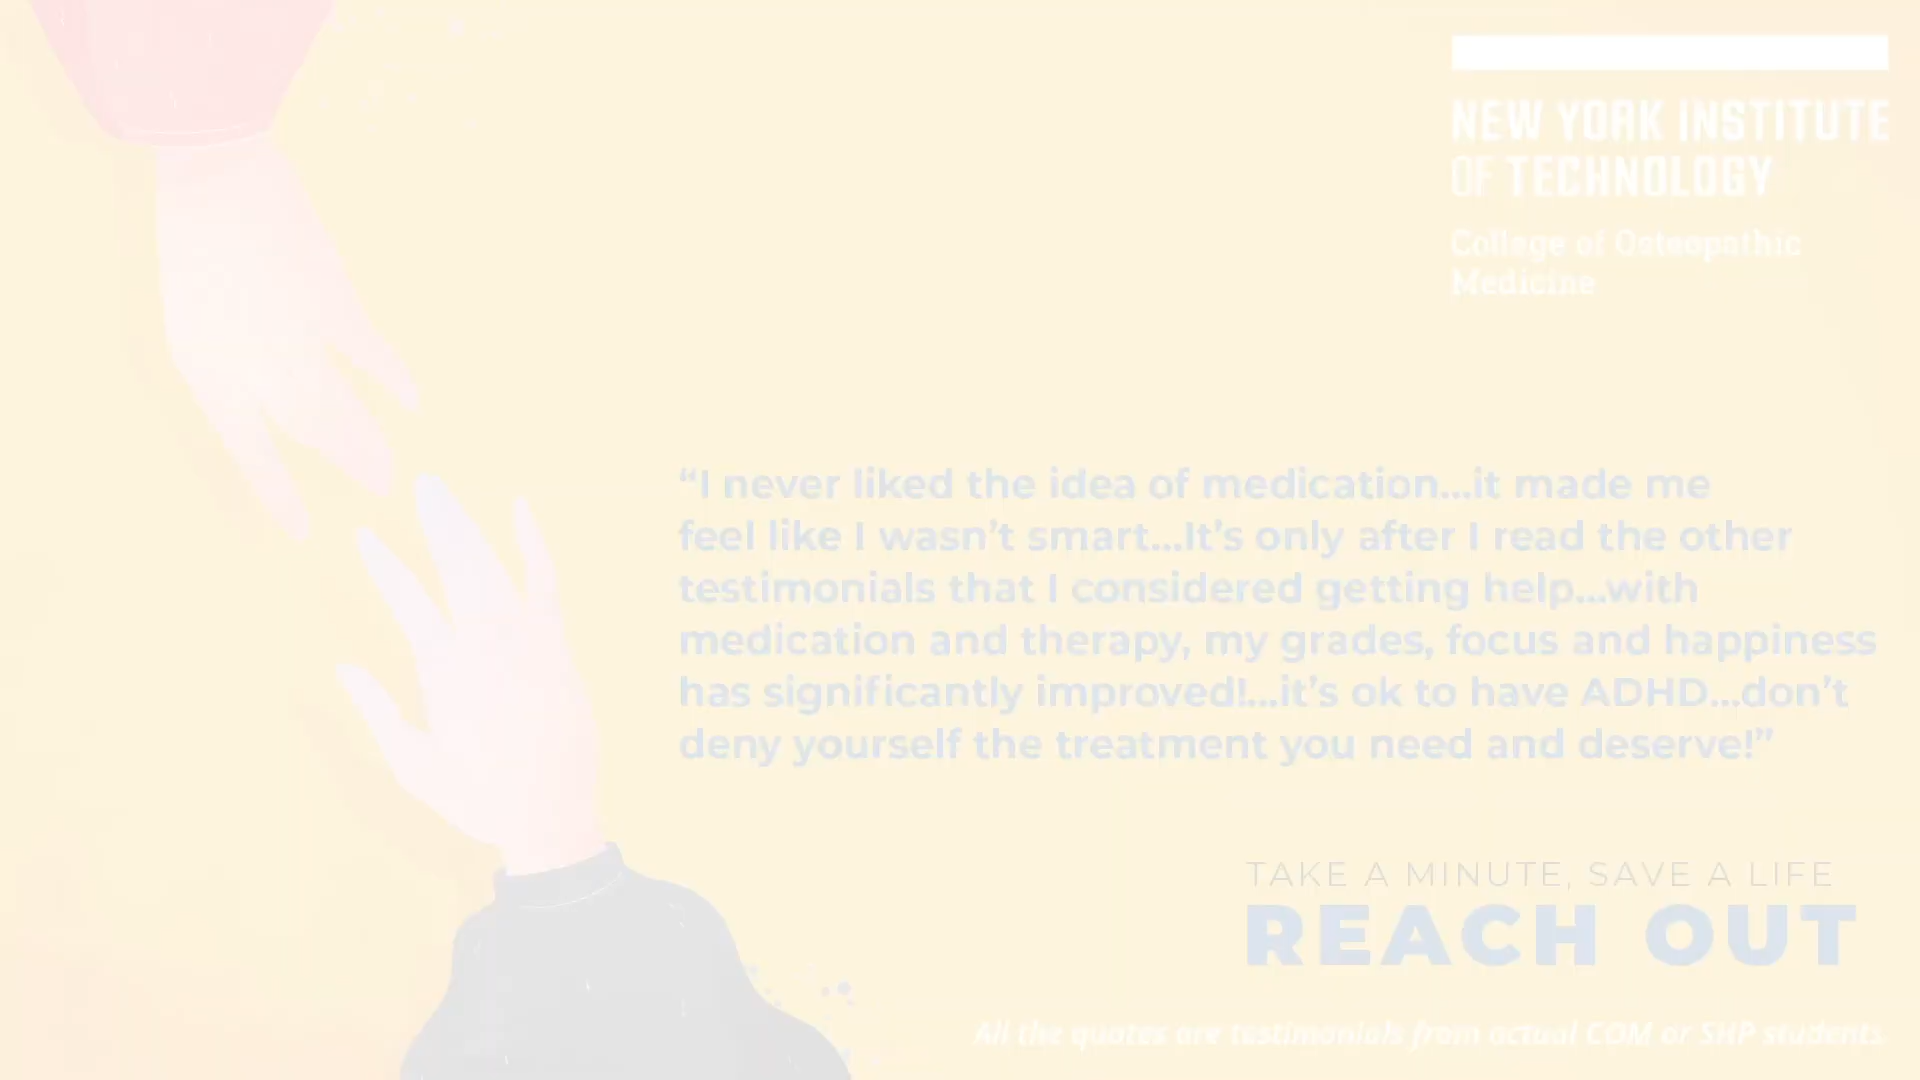 NEW YORK INSTITUTE
OF TECHNOLOGY
College of Osteopathic
Medicine
“I never liked the idea of medication...it made me
feel like I wasn’t smart...It’s only after I read the other
testimonials that I considered getting help...with
medication and therapy, my grades, focus and happiness
has significantly improved!...it’s ok to have ADHD...don’t
deny yourself the treatment you need and deserve!”
TAKE A MINUTE, SAVE A LIFE
REACH OUT
All the quotes are testimonials from actual COM or SHP students.